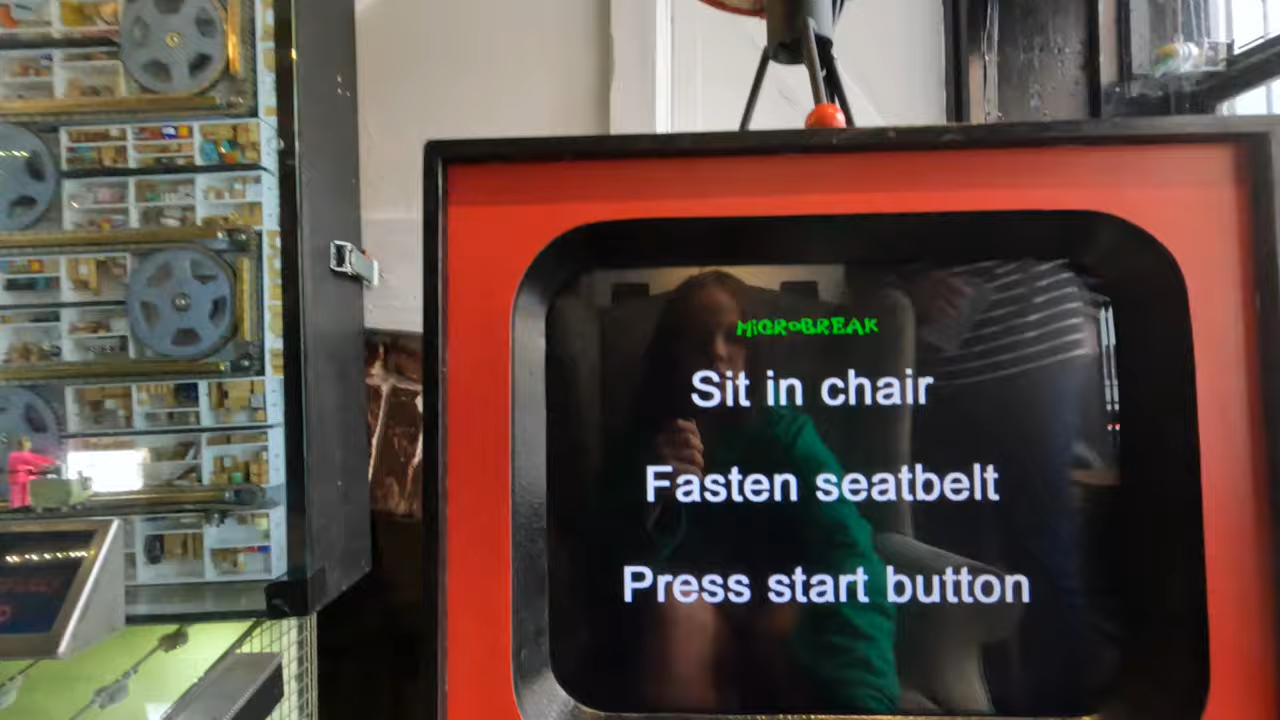 MiCRoBREAK
Sit in chair
Fasten seatbelt
Press start button